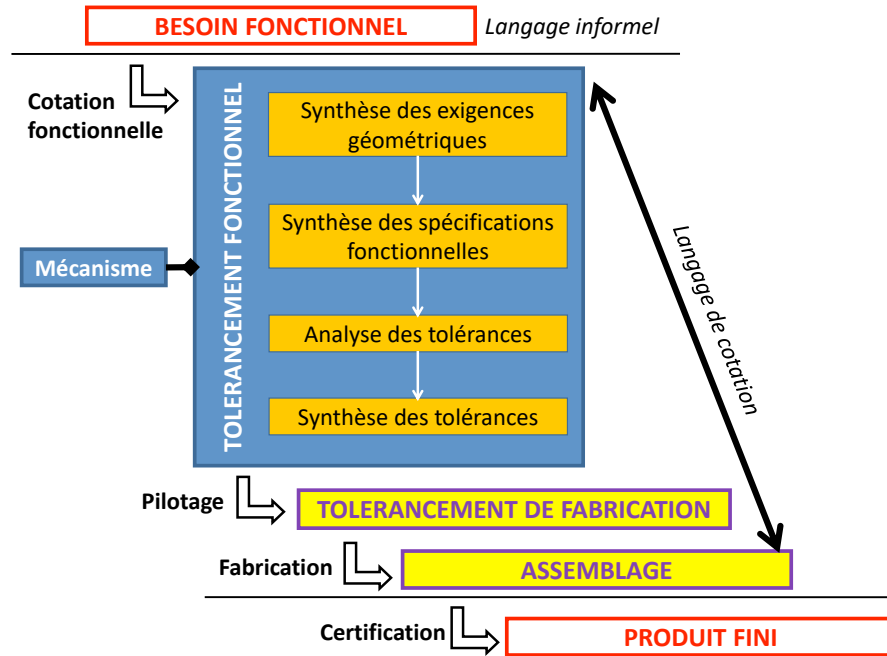 BESOIN FONCTIONNEL
Langage informel
Cotation
fonctionnelle
TOLERANCEMENT FONCTIONNEL
Synthèse des exigences
géométriques
Synthèse des spécifications
fonctionnelles
Mécanisme
Analyse des tolérances
Synthèse des tolérances
Langage de cotation
Pilotage
TOLERANCEMENT DE FABRICATION
Fabrication
ASSEMBLAGE
Certification
PRODUIT FINI